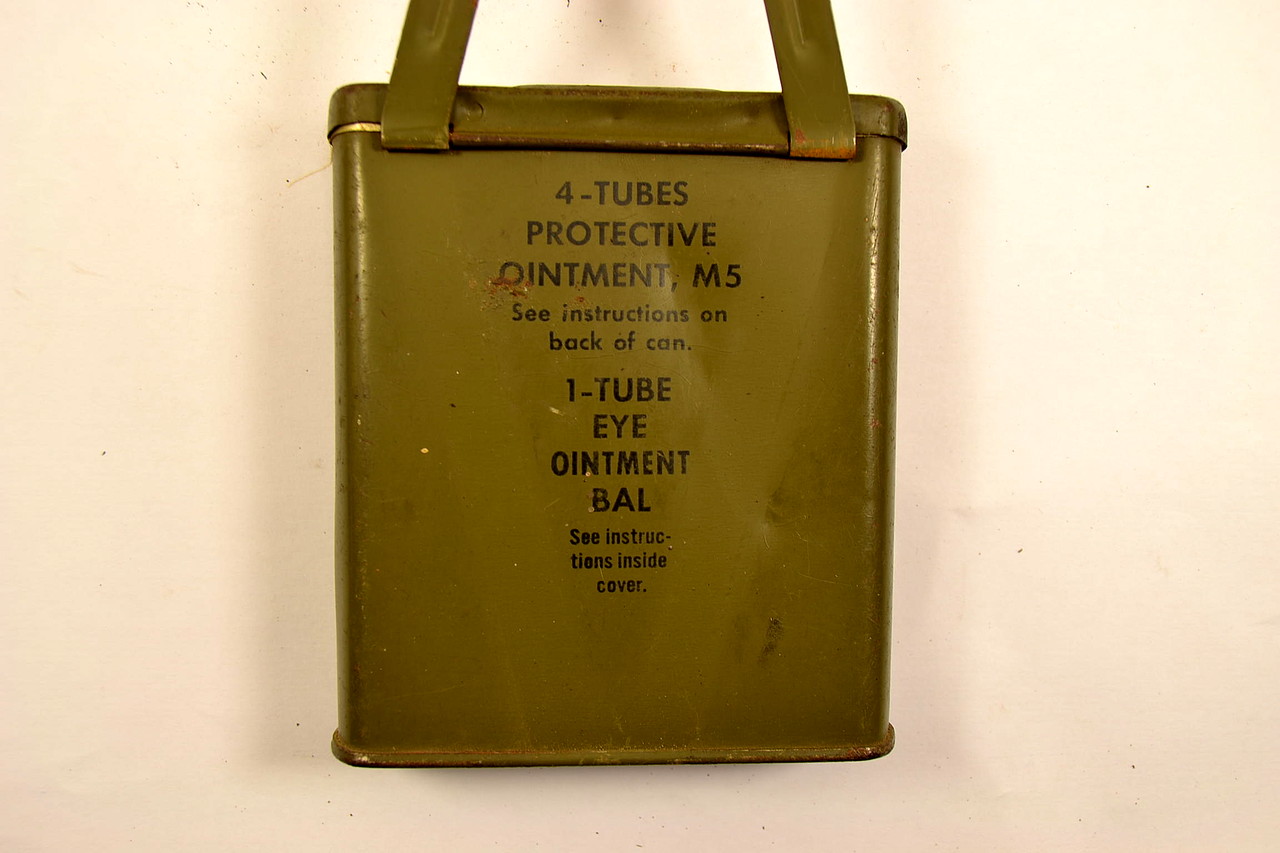 4-TUBES
PROTECTIVE
OINTMENT, M5
See instructions on
back of can.
1-TUBE
EYE
OINTMENT
BAL
See instruc-
tions inside
cover.